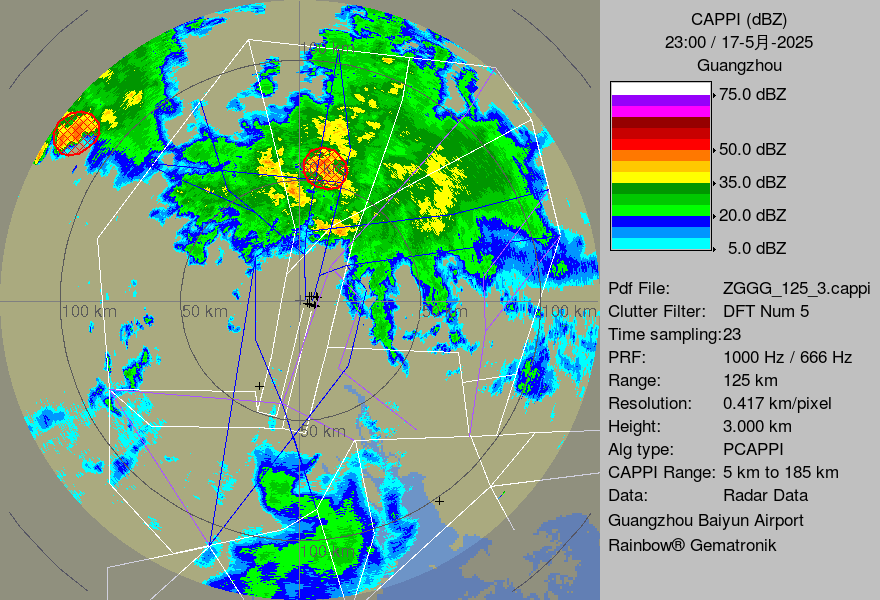 CAPPI (dBZ)
23:00 / 17-5月-2025
Guangzhou
75.0 dBZ
50.0 dBZ
35.0 dBZ
20.0 dBZ
5.0 dBZ
Pdf File: ZGGG_125_3.cappi
Clutter Filter: DFT Num 5
Time sampling:23
PRF: 1000 Hz / 666 Hz
Range: 125 km
Resolution: 0.417 km/pixel
Height: 3.000 km
Alg type: PCAPPI
CAPPI Range: 5 km to 185 km
Data: Radar Data
Guangzhou Baiyun Airport
Rainbow® Gematronik
100 km
50 km
100 km
50 km
50 km
100 km
50 km
100 km